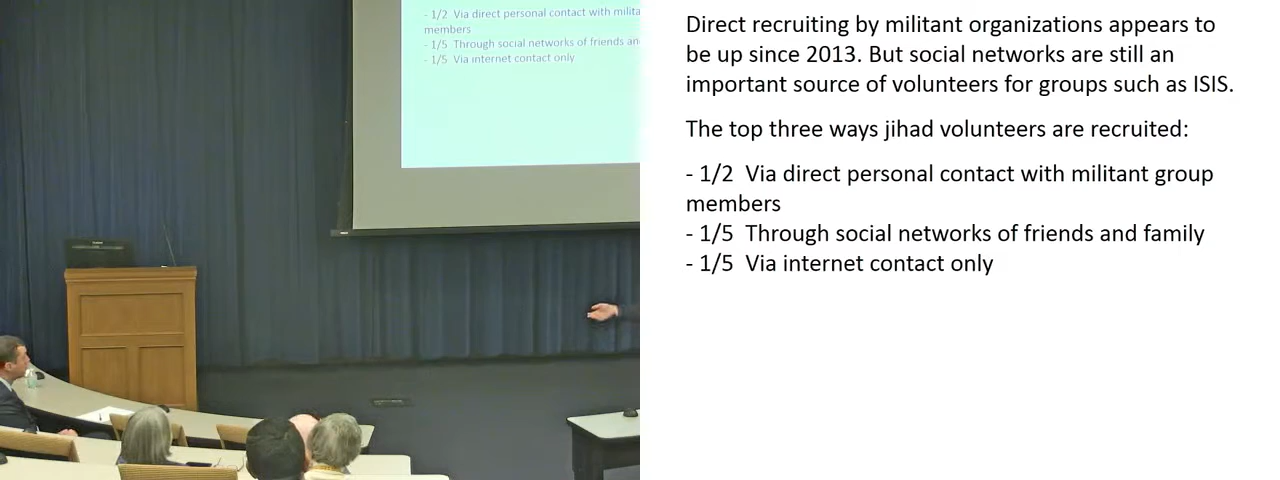 - 1/2 Via direct personal contact with milita
members
- 1/5 Through social networks of friends an
- 1/5 Via internet contact only
Direct recruiting by militant organizations appears to
be up since 2013. But social networks are still an
important source of volunteers for groups such as ISIS.
The top three ways jihad volunteers are recruited:
- 1/2 Via direct personal contact with militant group
members
- 1/5 Through social networks of friends and family
- 1/5 Via internet contact only